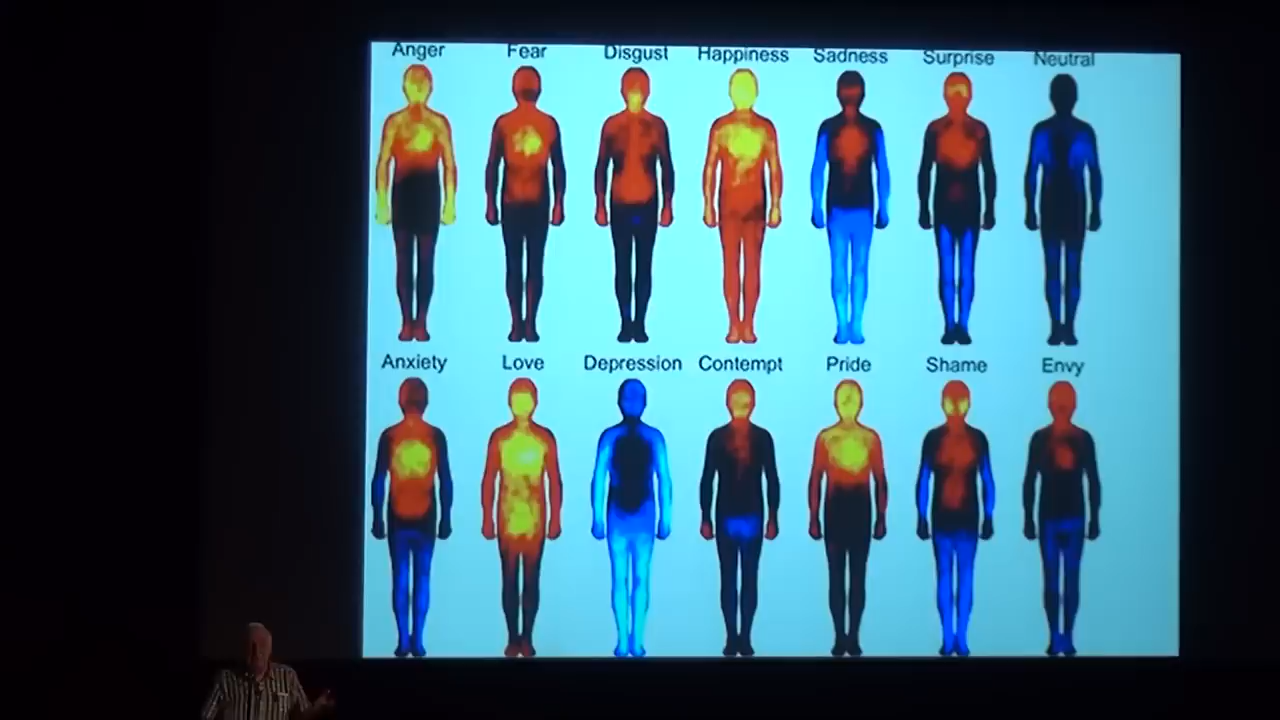 Anger Fear Disgust Happiness Sadness Surprise Neutral
Anxiety Love Depression Contempt Pride Shame Envy